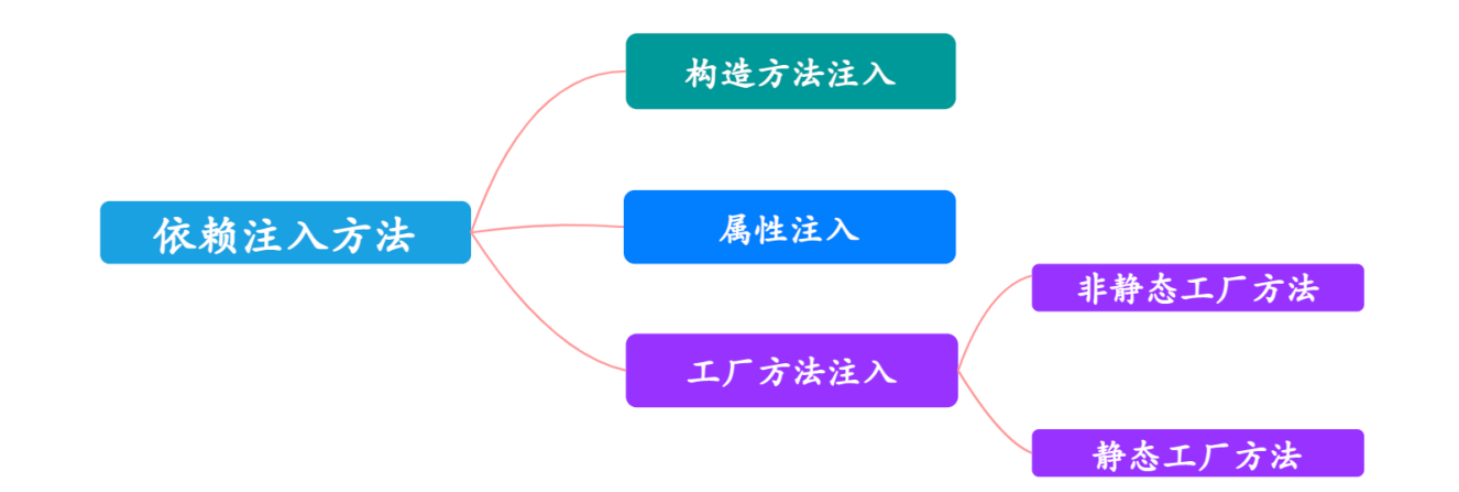 构造方法注入
依赖注入方法
属性注入
工厂方法注入
非静态工厂方法
静态工厂方法